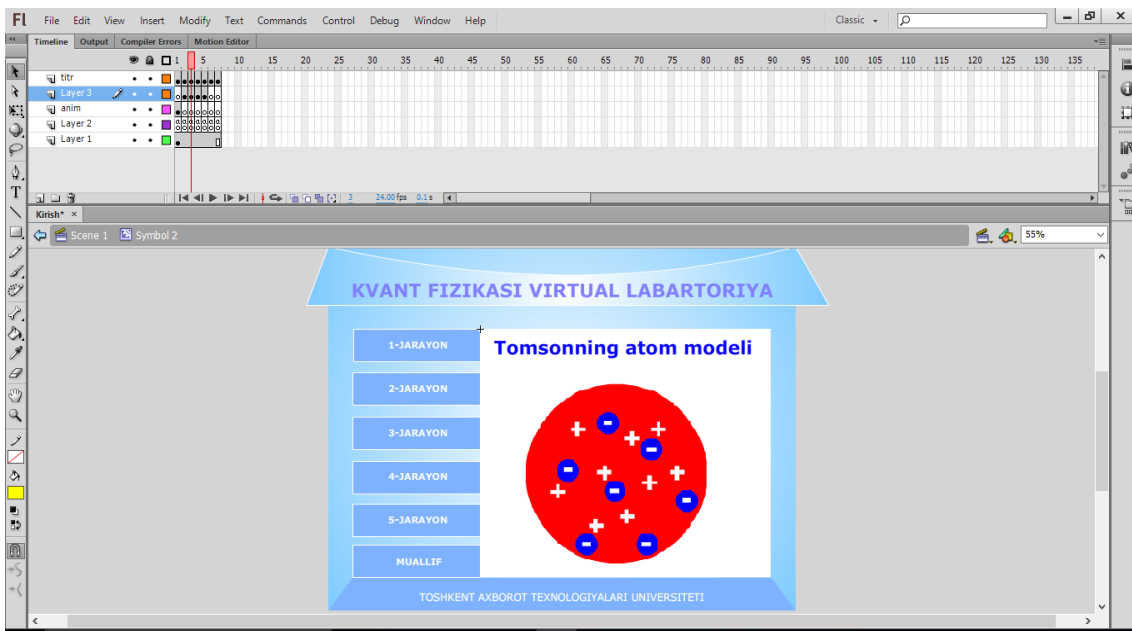 Fl File Edit View Insert Modify Text Commands Control Debug Window Help Classic
Timeline Output Compiler Errors Motion Editor
1 5 10 15 20 25 30 35 40 45 50 55 60 65 70 75 80 85 90 95 100 105 110 115 120 125 130 135
titr
Layer 3
anim
Layer 2
Layer 1
3 24.00 fps 0.1 s
Kirish*
Scene 1 Symbol 2 55%
KVANT FIZIKASI VIRTUAL LABARTORIYA
Tomsonning atom modeli
1-JARAYON
2-JARAYON
3-JARAYON
4-JARAYON
5-JARAYON
MUALLIF
TOSHKENT AXBOROT TEXNOLOGIYALARI UNIVERSITETI